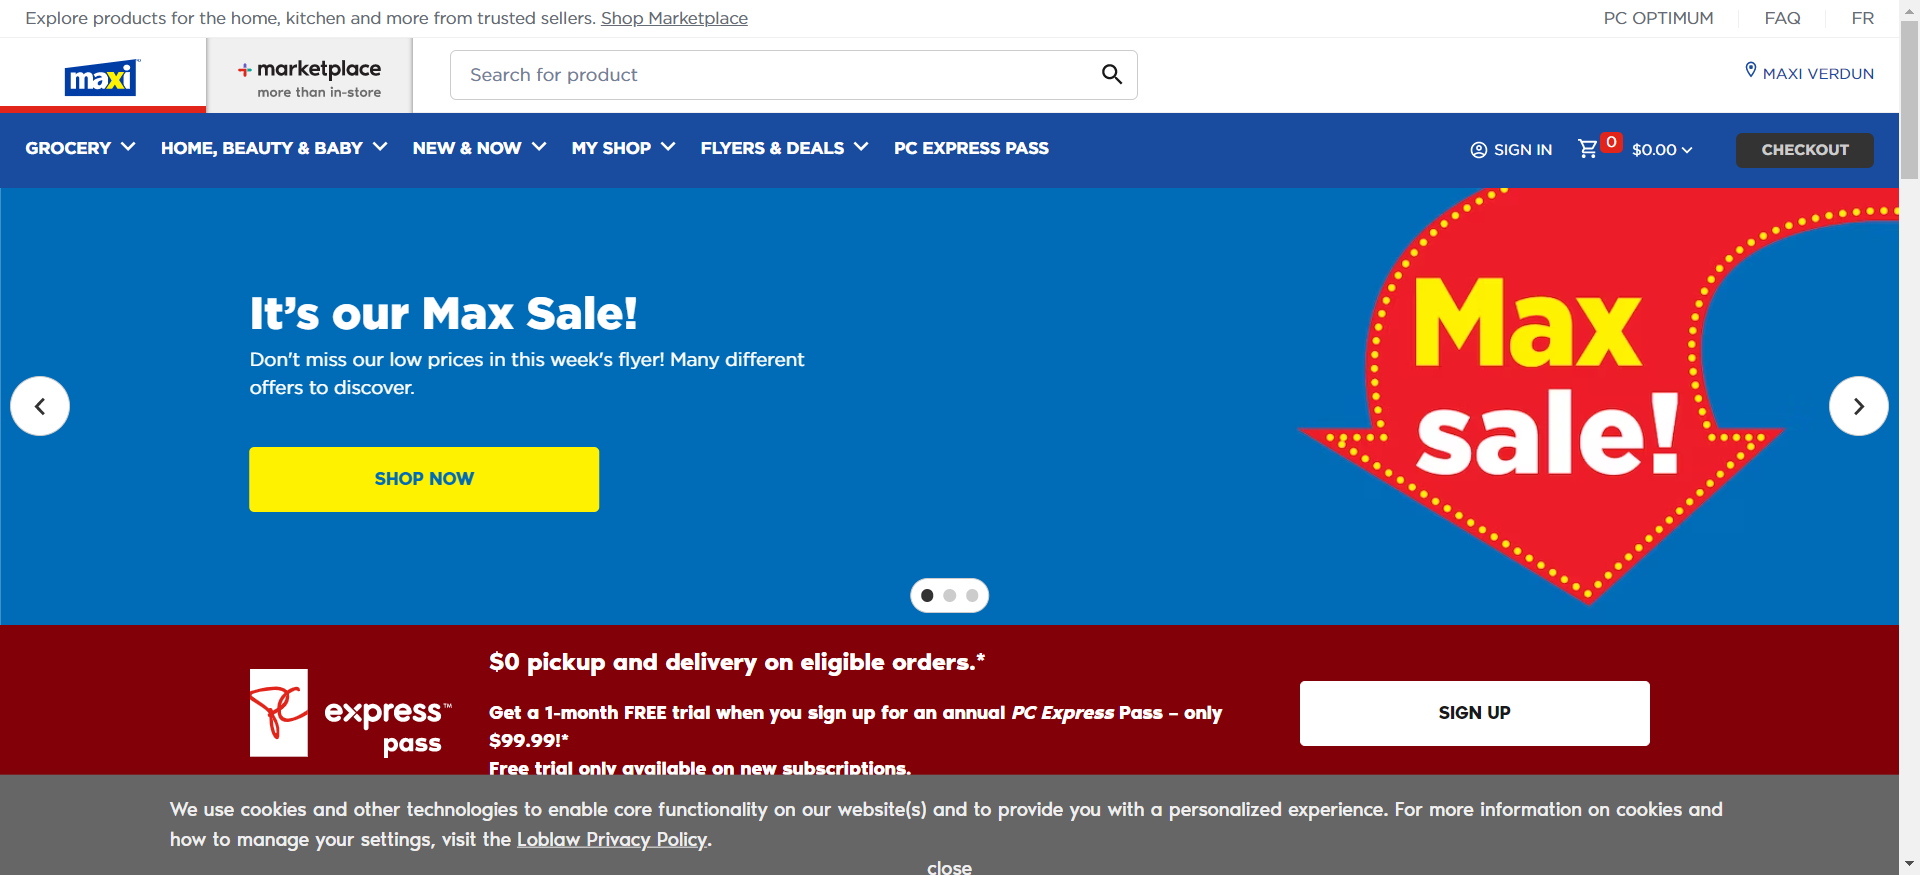 Explore products for the home, kitchen and more from trusted sellers. Shop Marketplace
PC OPTIMUM
FAQ
FR
maxi
marketplace
more than in-store
Search for product
MAXI VERDUN
GROCERY
HOME, BEAUTY & BABY
NEW & NOW
MY SHOP
FLYERS & DEALS
PC EXPRESS PASS
SIGN IN
0
$0.00
CHECKOUT
It's our Max Sale!
Don't miss our low prices in this week's flyer! Many different
offers to discover.
SHOP NOW
Max
sale!
PC
express™
pass
$0 pickup and delivery on eligible orders.*
Get a 1-month FREE trial when you sign up for an annual PC Express Pass – only
$99.99!*
Free trial only available on new subscriptions.
SIGN UP
We use cookies and other technologies to enable core functionality on our website(s) and to provide you with a personalized experience. For more information on cookies and
how to manage your settings, visit the Loblaw Privacy Policy.
close